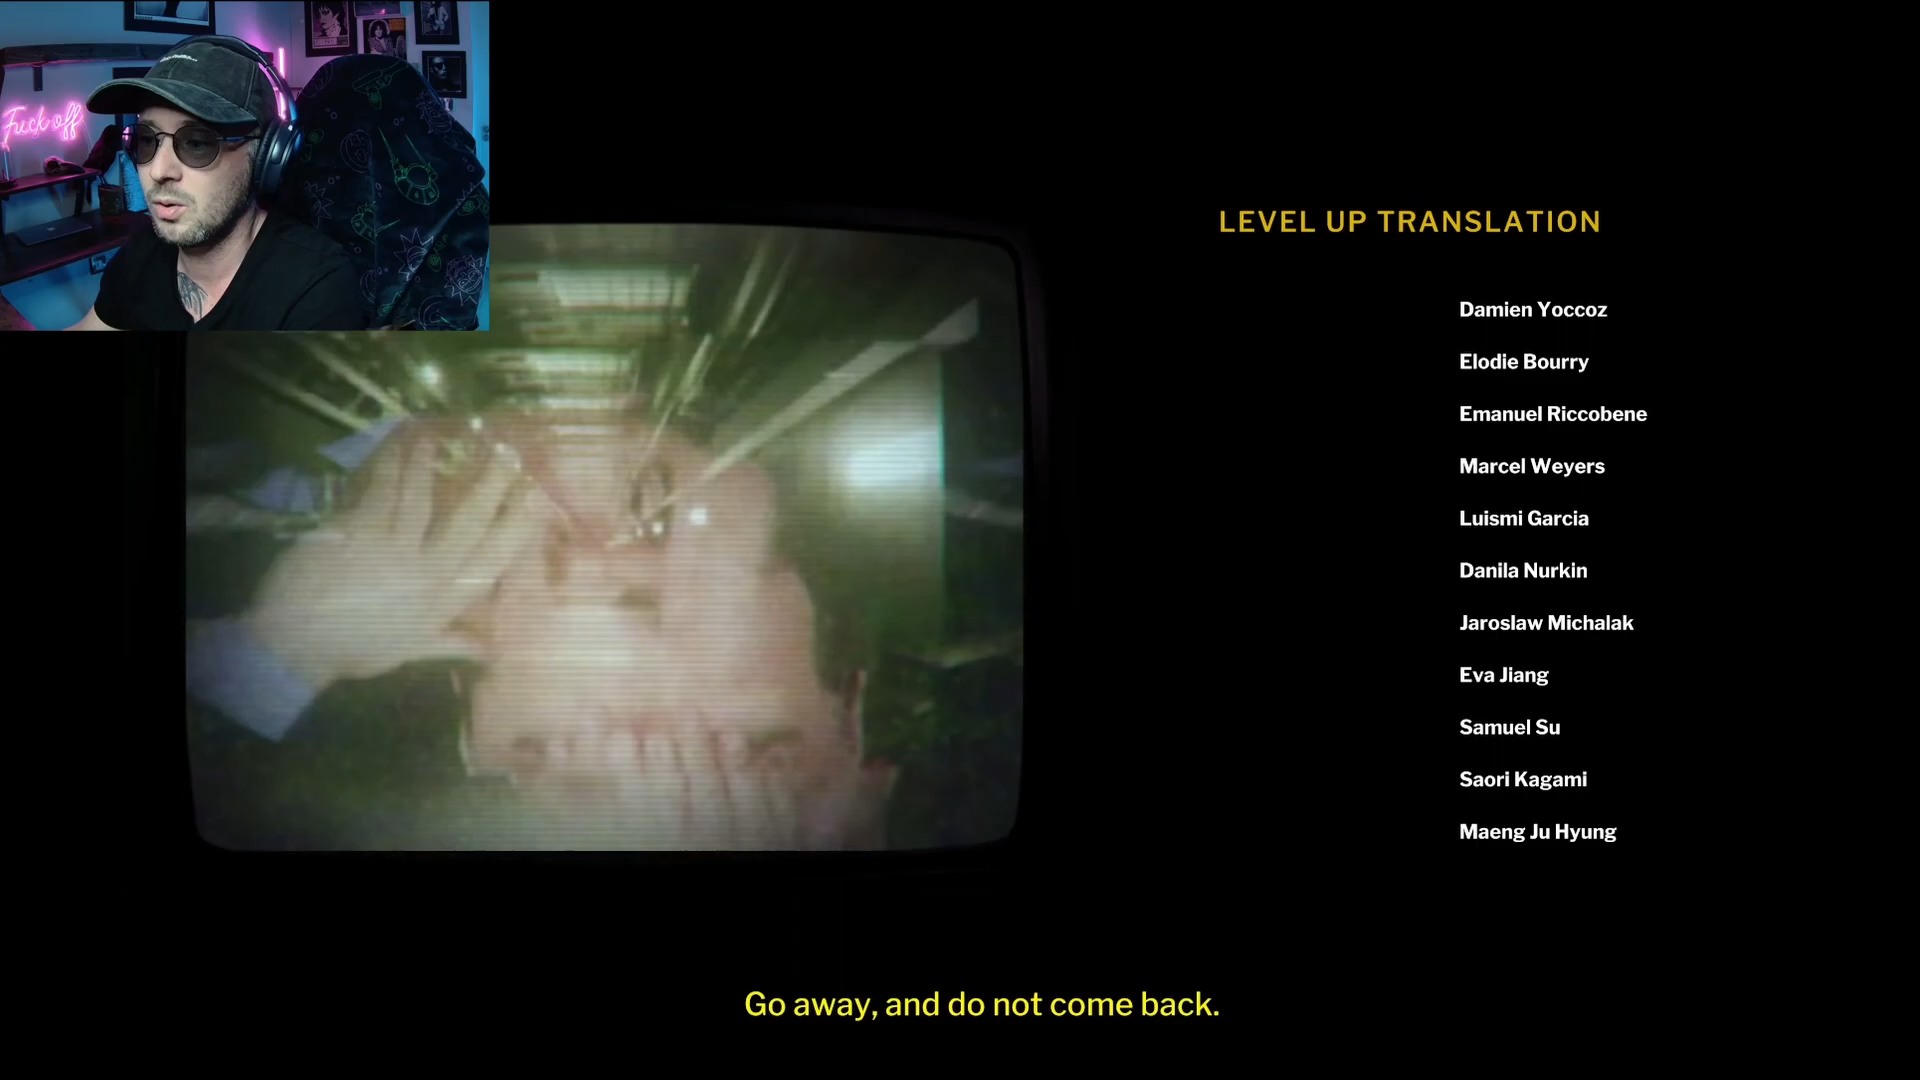 Fuck off
LEVEL UP TRANSLATION
Damien Yoccoz
Elodie Bourry
Emanuel Riccobene
Marcel Weyers
Luismi Garcia
Danila Nurkin
Jaroslaw Michalak
Eva Jiang
Samuel Su
Saori Kagami
Maeng Ju Hyung
Go away, and do not come back.